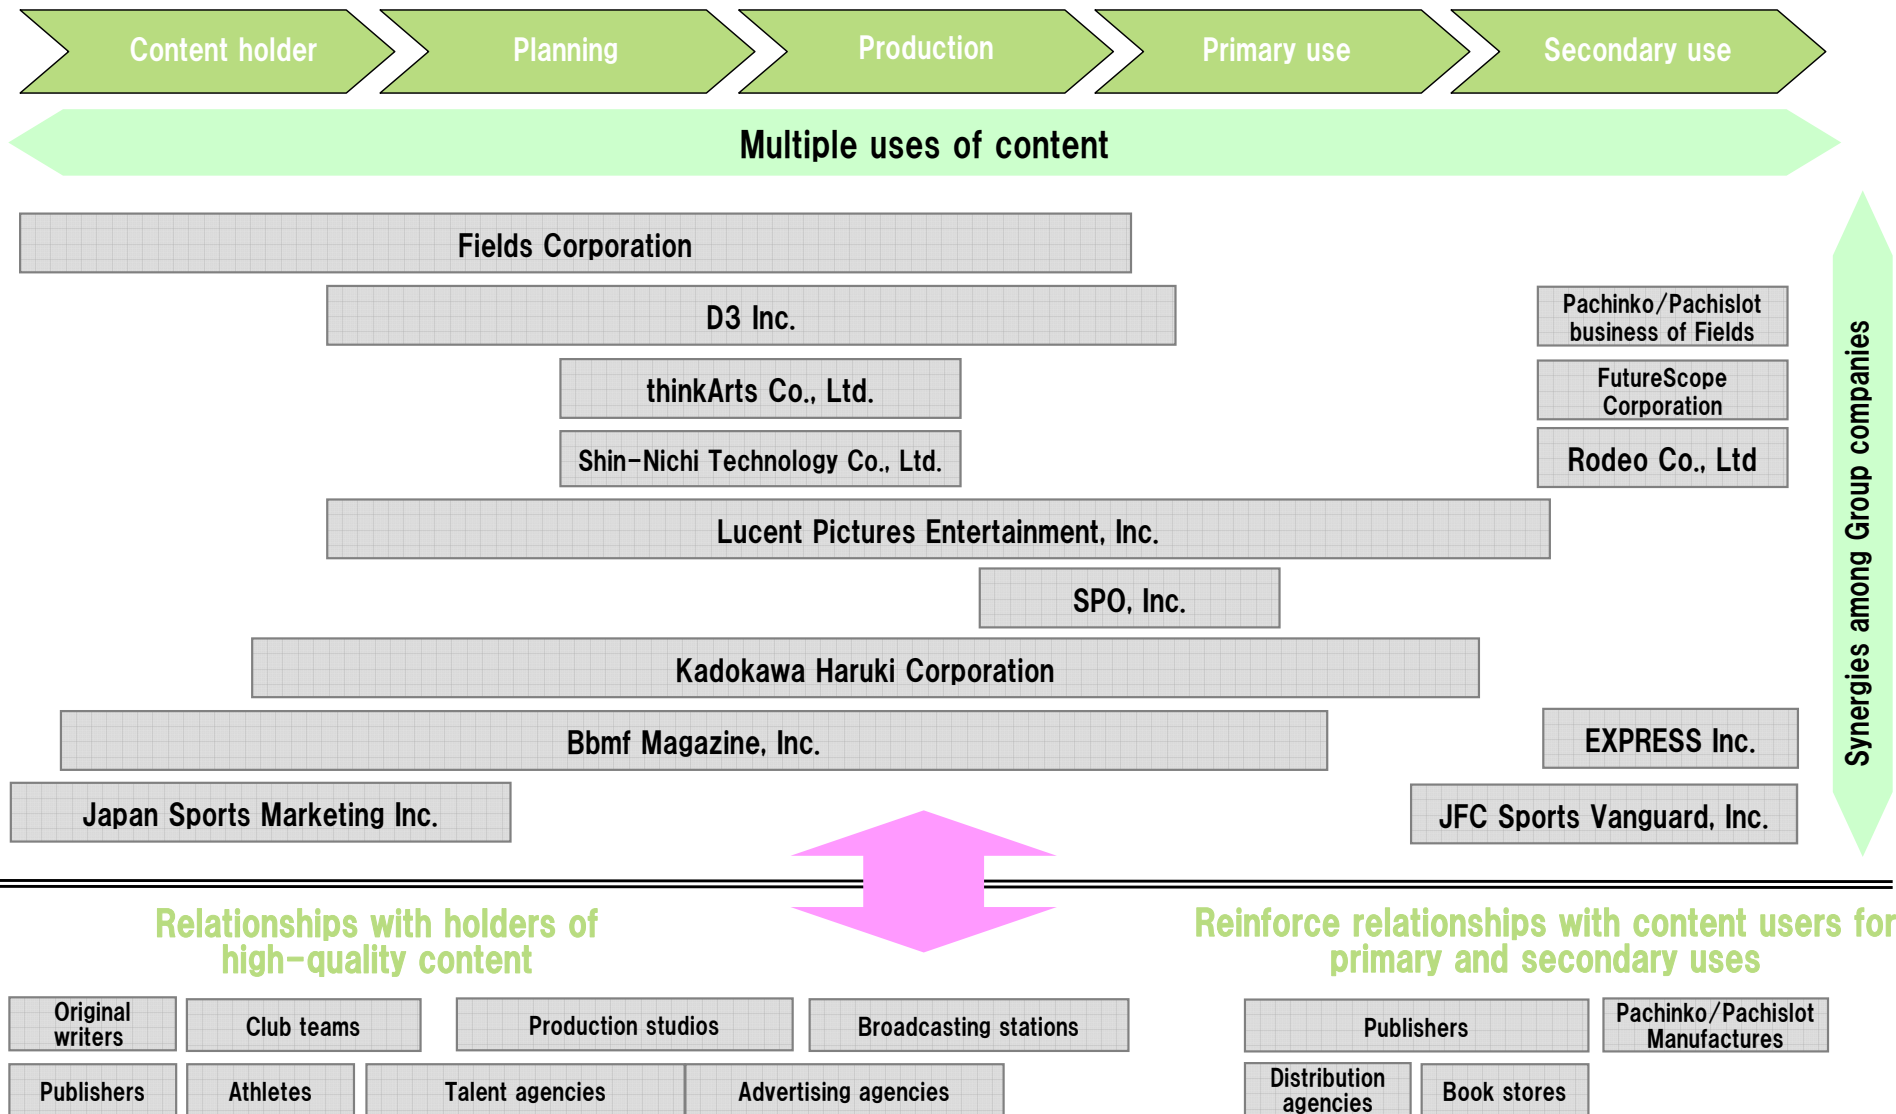 Content holder
Planning
Production
Primary use
Secondary use
Multiple uses of content
Fields Corporation
D3 Inc.
Pachinko/Pachislot
business of Fields
thinkArts Co., Ltd.
FutureScope
Corporation
Shin-Nichi Technology Co., Ltd.
Rodeo Co., Ltd
Lucent Pictures Entertainment, Inc.
SPO, Inc.
Kadokawa Haruki Corporation
Bbmf Magazine, Inc.
EXPRESS Inc.
Japan Sports Marketing Inc.
JFC Sports Vanguard, Inc.
Synergies among Group companies
Relationships with holders of
high-quality content
Reinforce relationships with content users for
primary and secondary uses
Original
writers
Club teams
Production studios
Broadcasting stations
Publishers
Pachinko/Pachislot
Manufactures
Publishers
Athletes
Talent agencies
Advertising agencies
Distribution
agencies
Book stores